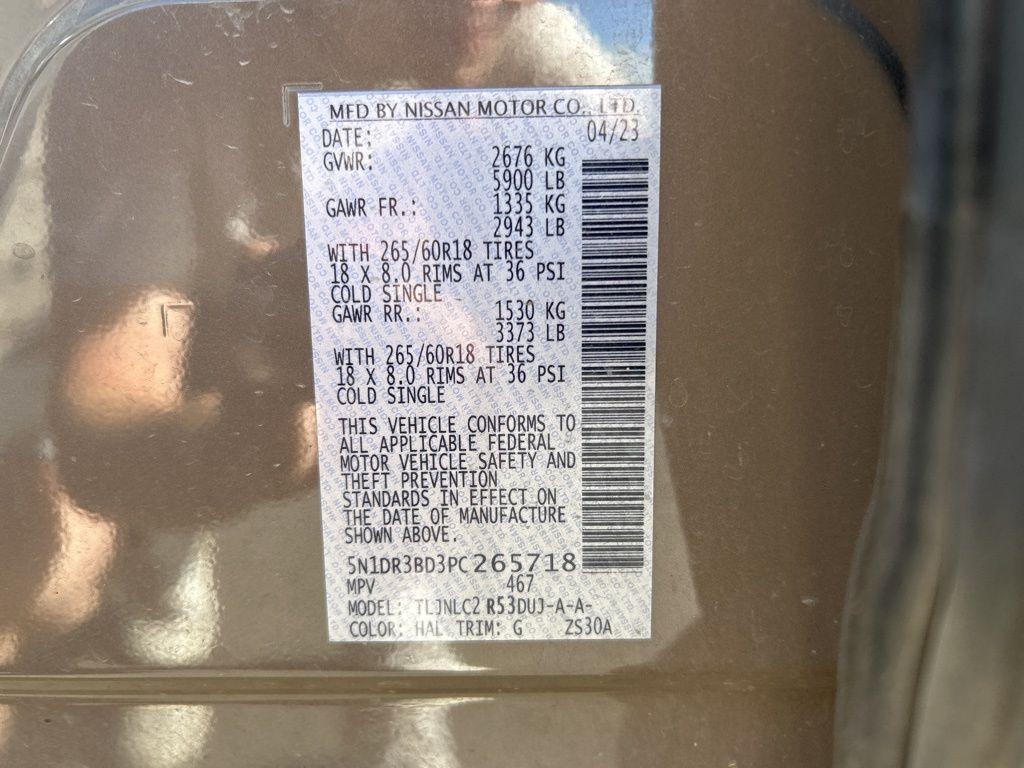 MFD BY NISSAN MOTOR CO., LTD.
DATE: 04/23
GVWR: 2676 KG
5900 LB
GAWR FR.: 1335 KG
2943 LB
WITH 265/60R18 TIRES
18 X 8.0 RIMS AT 36 PSI
COLD SINGLE
GAWR RR.: 1530 KG
3373 LB
WITH 265/60R18 TIRES
18 X 8.0 RIMS AT 36 PSI
COLD SINGLE
THIS VEHICLE CONFORMS TO
ALL APPLICABLE FEDERAL
MOTOR VEHICLE SAFETY AND
THEFT PREVENTION
STANDARDS IN EFFECT ON
THE DATE OF MANUFACTURE
SHOWN ABOVE.
5N1DR3BD3PC265718
MPV 467
MODEL: TLJNLC2 R53DUJ-A-A-
COLOR: HAL TRIM: G ZS30A